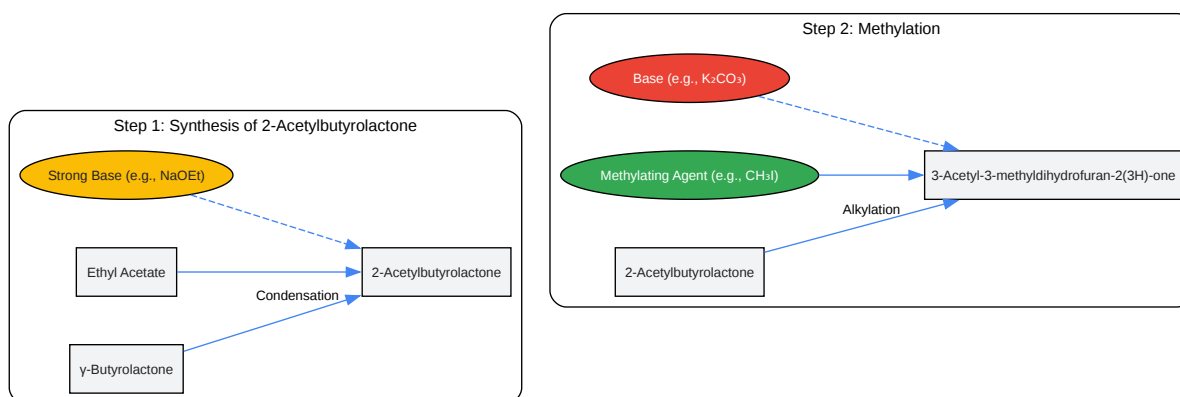 Step 1: Synthesis of 2-Acetylbutyrolactone
Strong Base (e.g., NaOEt)
Ethyl Acetate
2-Acetylbutyrolactone
Condensation
γ-Butyrolactone
Step 2: Methylation
Base (e.g., K₂CO₃)
Methylating Agent (e.g., CH₃I)
3-Acetyl-3-methyldihydrofuran-2(3H)-one
Alkylation
2-Acetylbutyrolactone